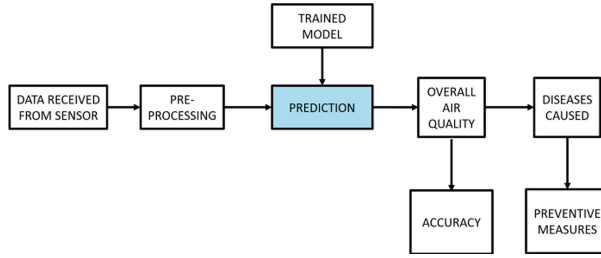 TRAINED
MODEL
DATA RECEIVED
FROM SENSOR
PRE-
PROCESSING
PREDICTION
OVERALL
AIR
QUALITY
DISEASES
CAUSED
ACCURACY
PREVENTIVE
MEASURES